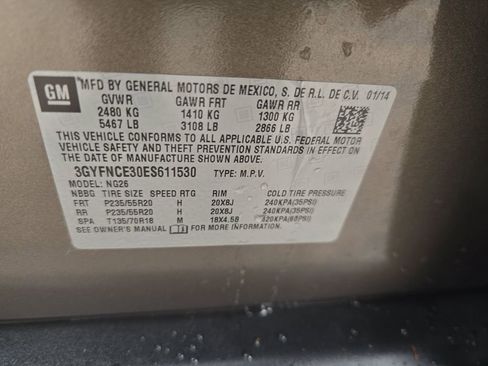 GM
MFD BY GENERAL MOTORS DE MEXICO, S. DE R.L. DE C.V. 01/14
GVWR GAWR FRT GAWR RR
2480 KG 1410 KG 1300 KG
5467 LB 3108 LB 2866 LB
THIS VEHICLE CONFORMS TO ALL APPLICABLE U.S. FEDERAL MOTOR
VEHICLE SAFETY AND THEFT PREVENTION STANDARDS IN EFFECT ON THE
DATE OF MANUFACTURE SHOWN ABOVE.
3GYFNCE30ES611530 TYPE: M.P.V.
MODEL: NG26
NBBG TIRE SIZE SPEED RIM COLD TIRE PRESSURE
FRT P235/55R20 H 20X8J 240KPA(35PSI)
RR P235/55R20 H 20X8J 240KPA(35PSI)
SPA T135/70R18 M 18X4.5B 420KPA(60PSI)
SEE OWNER'S MANUAL FOR MORE INFORMATION.